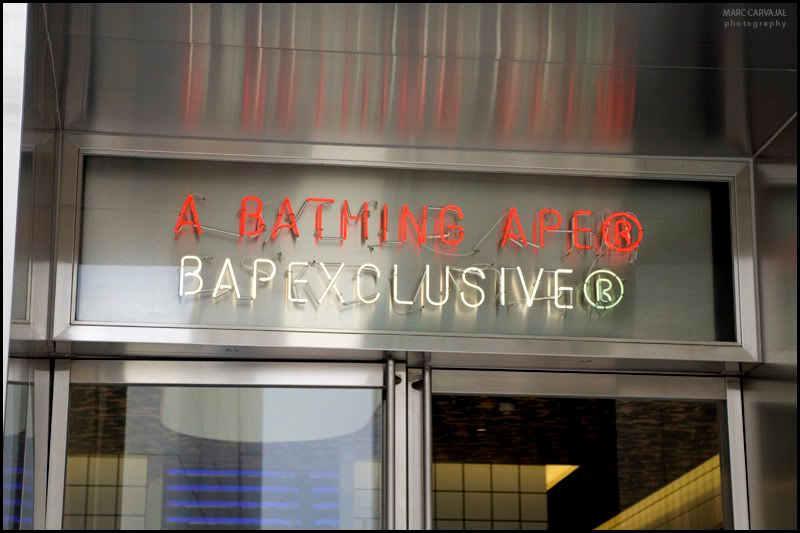 MARC CARVAJAL
photography
A BATHING APE®
BAPEXCLUSIVE®